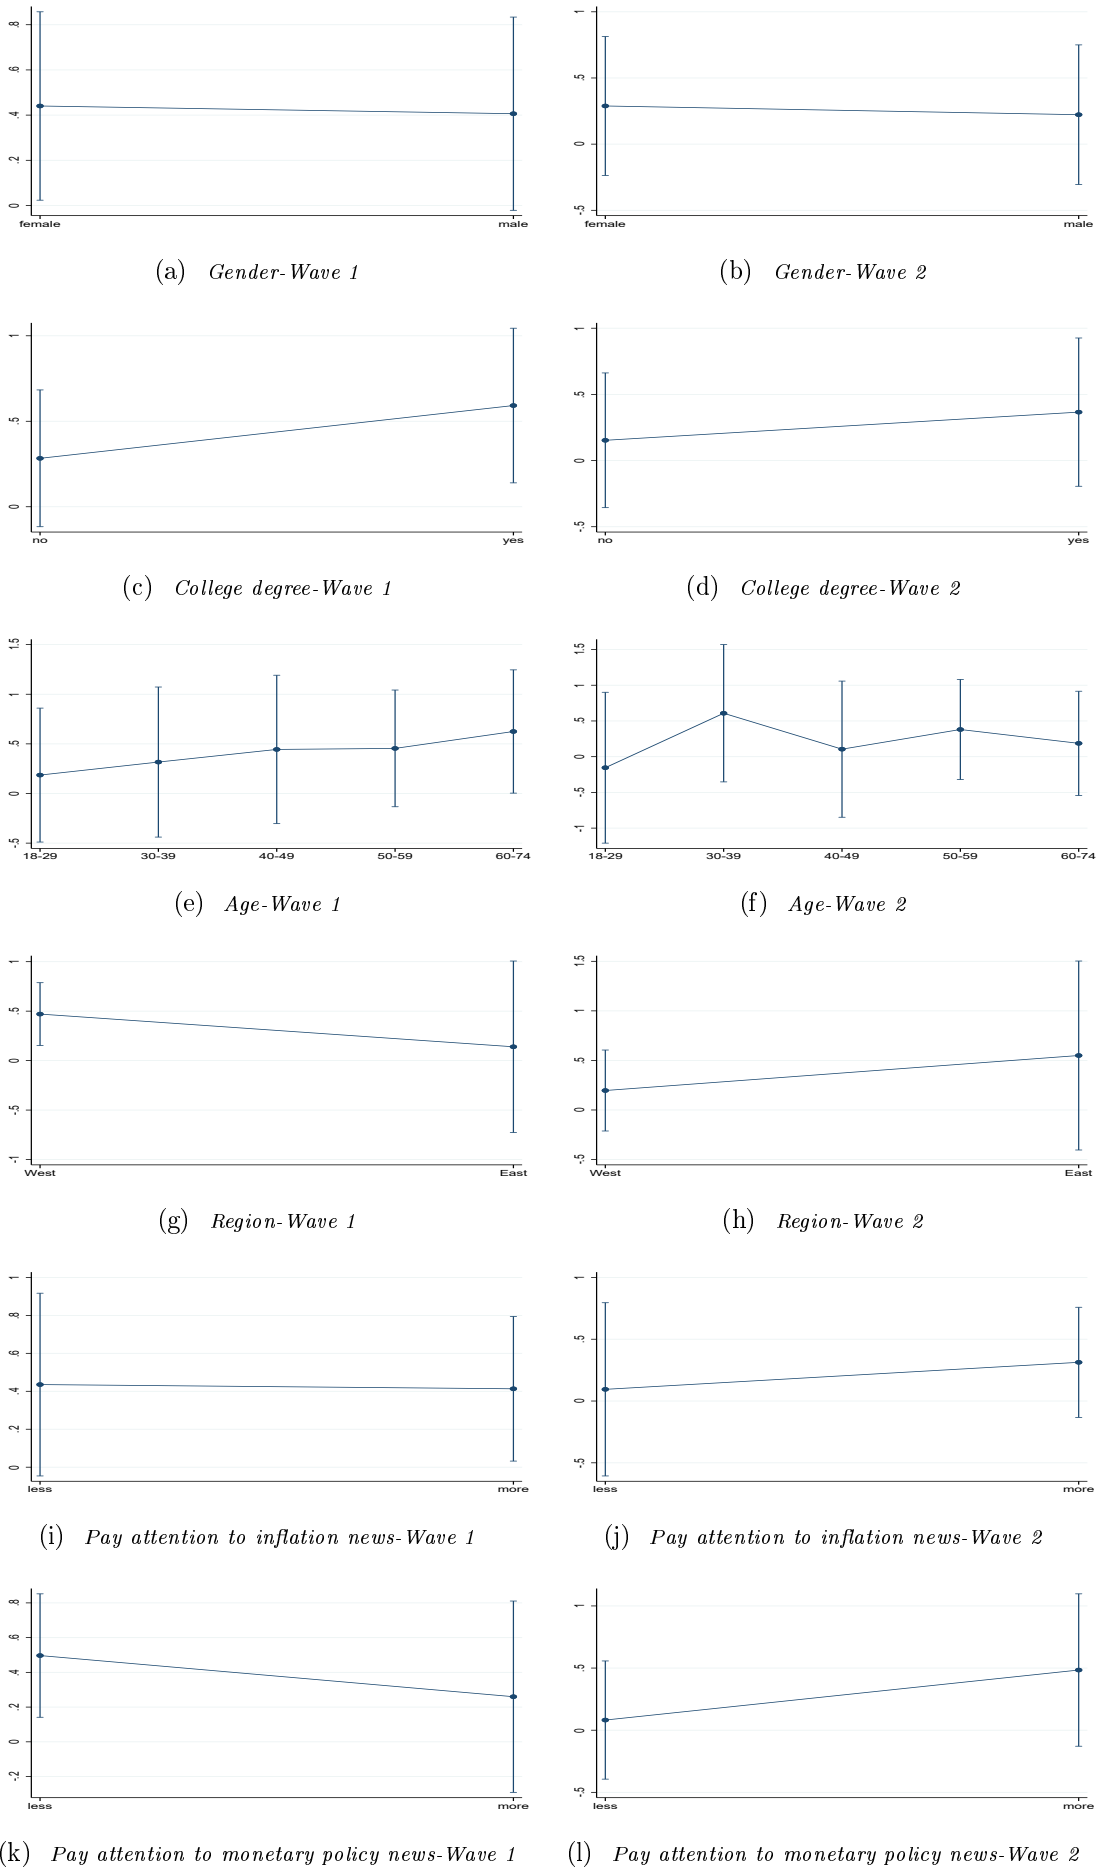 .8
.6
.4
.2
0
female male
(a) Gender-Wave 1
1
.5
0
-.5
female male
(b) Gender-Wave 2
1
.5
0
no yes
(c) College degree-Wave 1
1
.5
0
-.5
no yes
(d) College degree-Wave 2
1.5
1
.5
0
-.5
18-29 30-39 40-49 50-59 60-74
(e) Age-Wave 1
1.5
1
.5
0
-.5
-1
18-29 30-39 40-49 50-59 60-74
(f) Age-Wave 2
1
.5
0
-.5
-1
West East
(g) Region-Wave 1
1.5
1
.5
0
-.5
West East
(h) Region-Wave 2
1
.8
.6
.4
.2
0
less more
(i) Pay attention to inflation news-Wave 1
1
.5
0
-.5
less more
(j) Pay attention to inflation news-Wave 2
.8
.6
.4
.2
0
-.2
less more
(k) Pay attention to monetary policy news-Wave 1
1
.5
0
-.5
less more
(l) Pay attention to monetary policy news-Wave 2